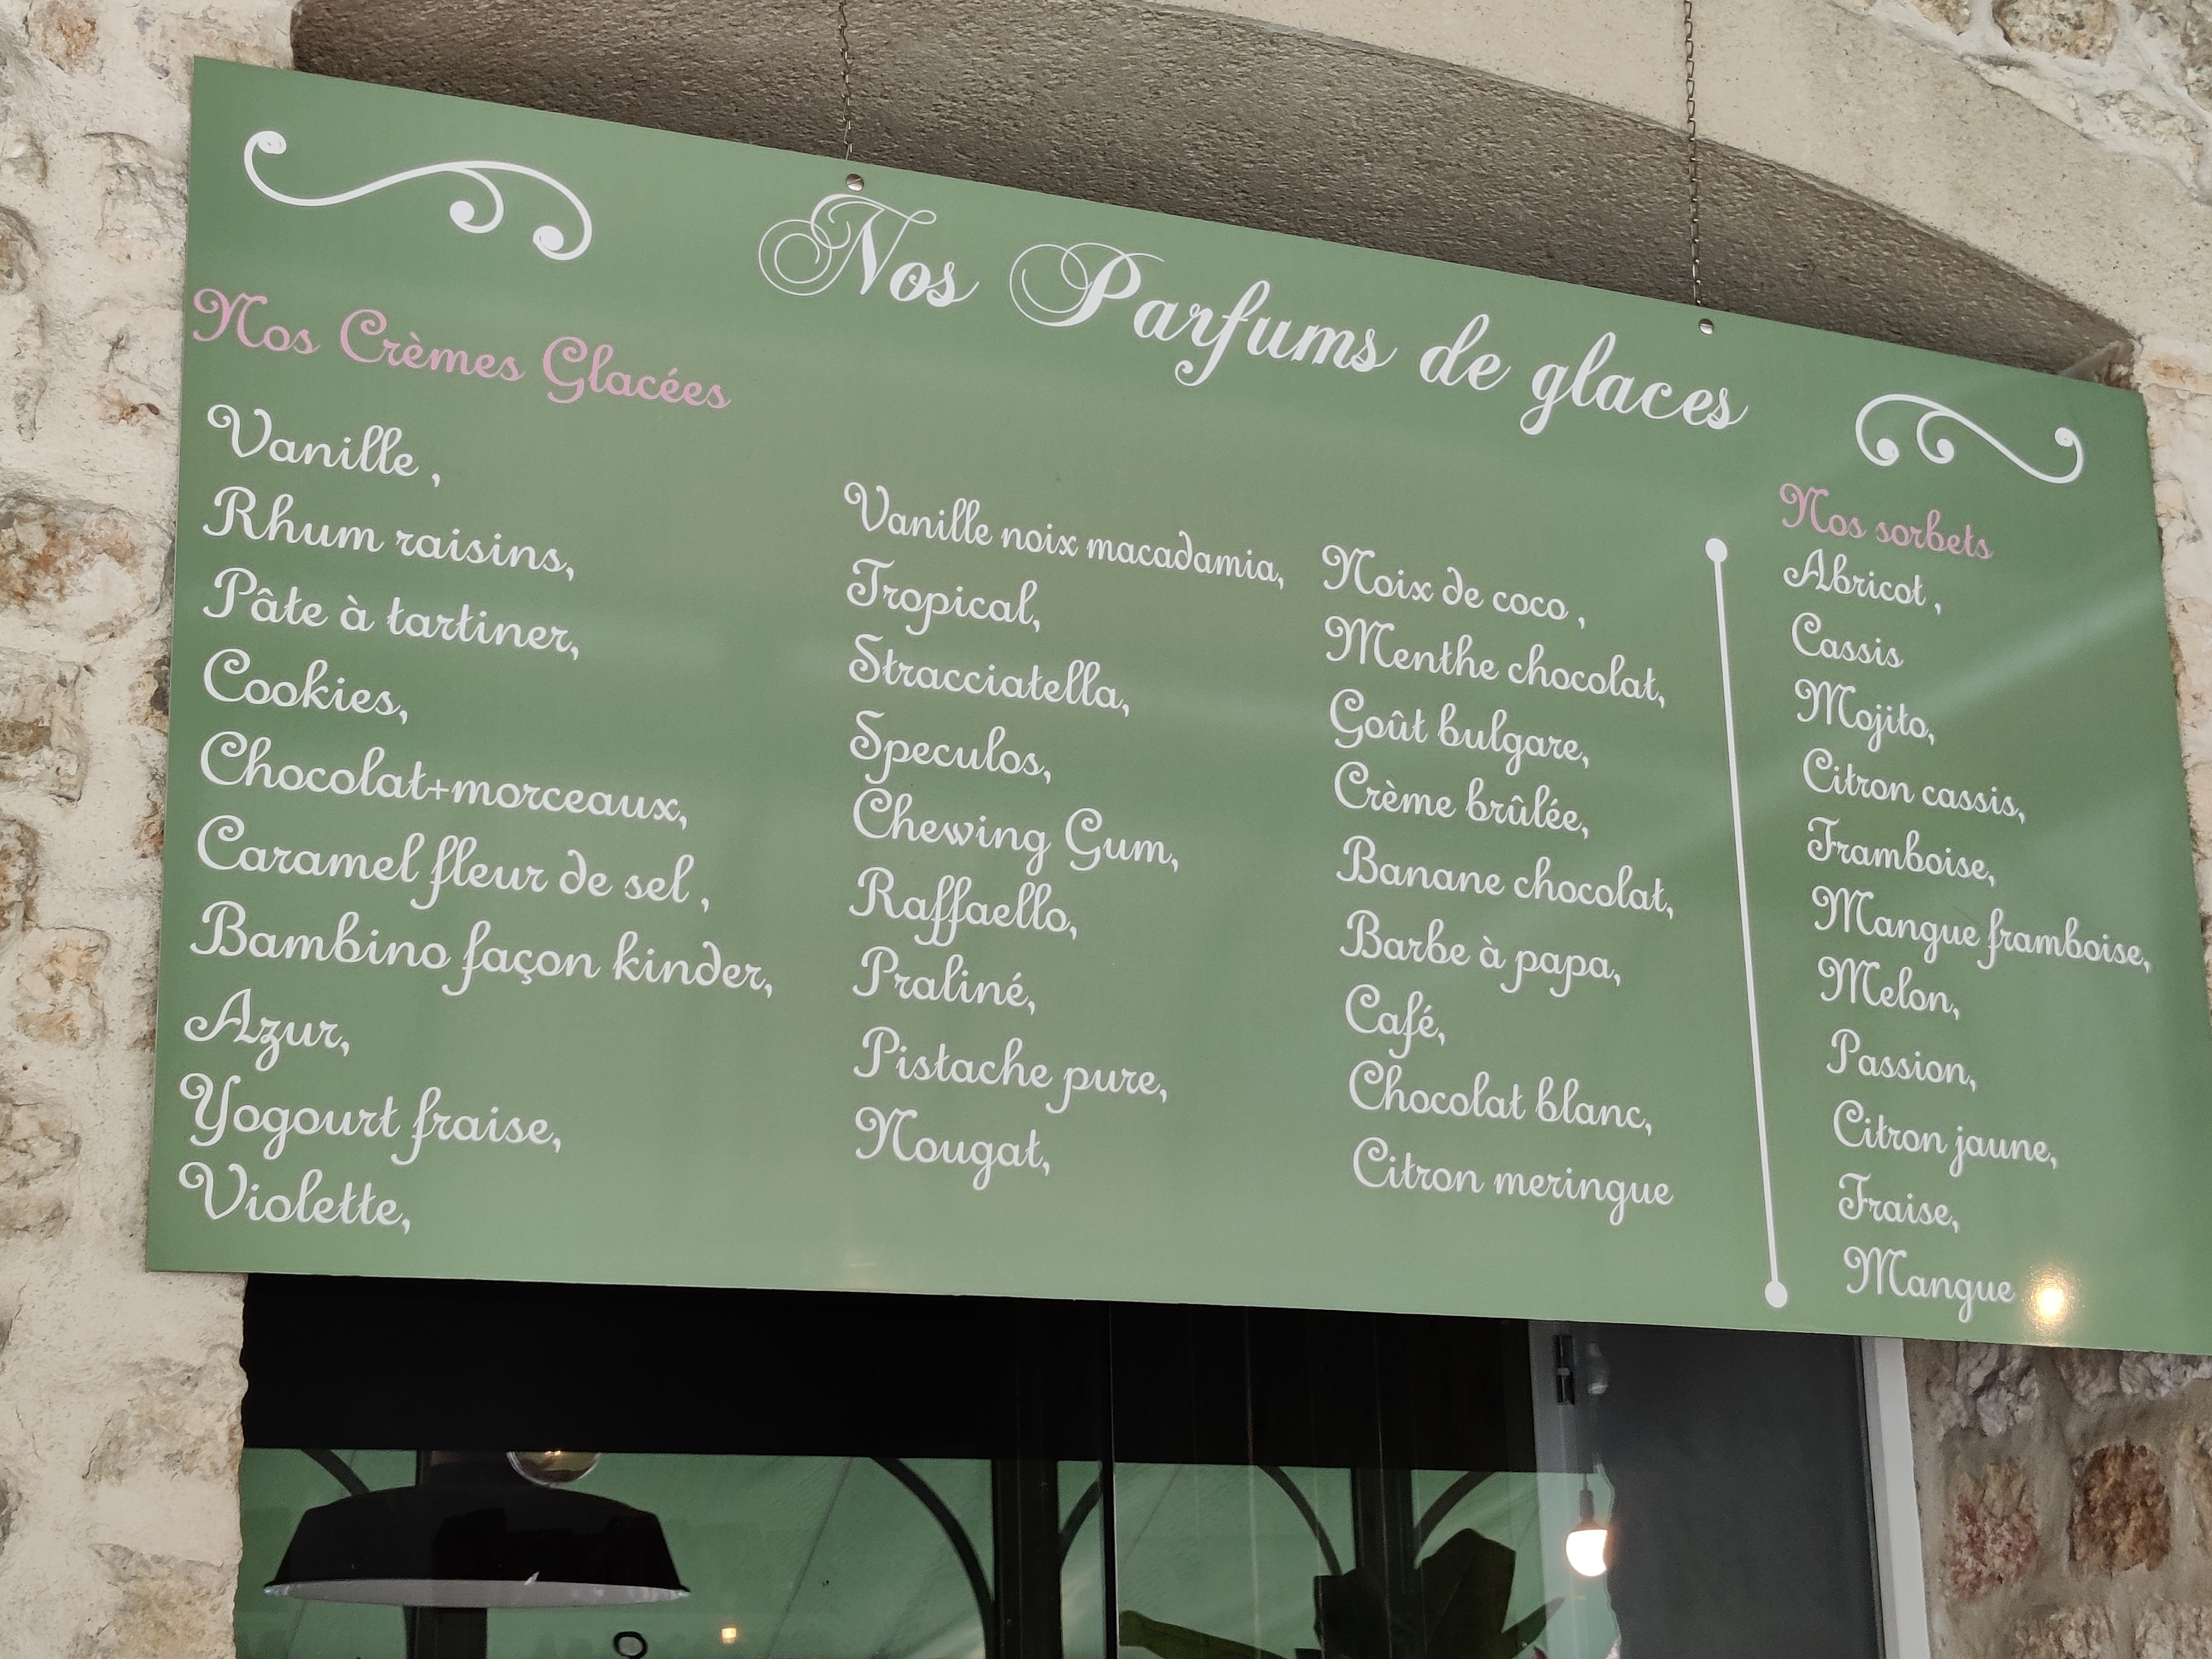 Nos Parfums de glaces
Nos Crèmes Glacées
Vanille ,
Rhum raisins,
Pâte à tartiner,
Cookies,
Chocolat+morceaux,
Caramel fleur de sel ,
Bambino façon kinder,
Azur,
Yogourt fraise,
Violette,
Vanille noix macadamia,
Tropical,
Stracciatella,
Speculos,
Chewing Gum,
Raffaello,
Praliné,
Pistache pure,
Nougat,
Noix de coco ,
Menthe chocolat,
Goût bulgare,
Crème brûlée,
Banane chocolat,
Barbe à papa,
Café,
Chocolat blanc,
Citron meringue
Nos sorbets
Abricot ,
Cassis
Mojito,
Citron cassis,
Framboise,
Mangue framboise,
Melon,
Passion,
Citron jaune,
Fraise,
Mangue